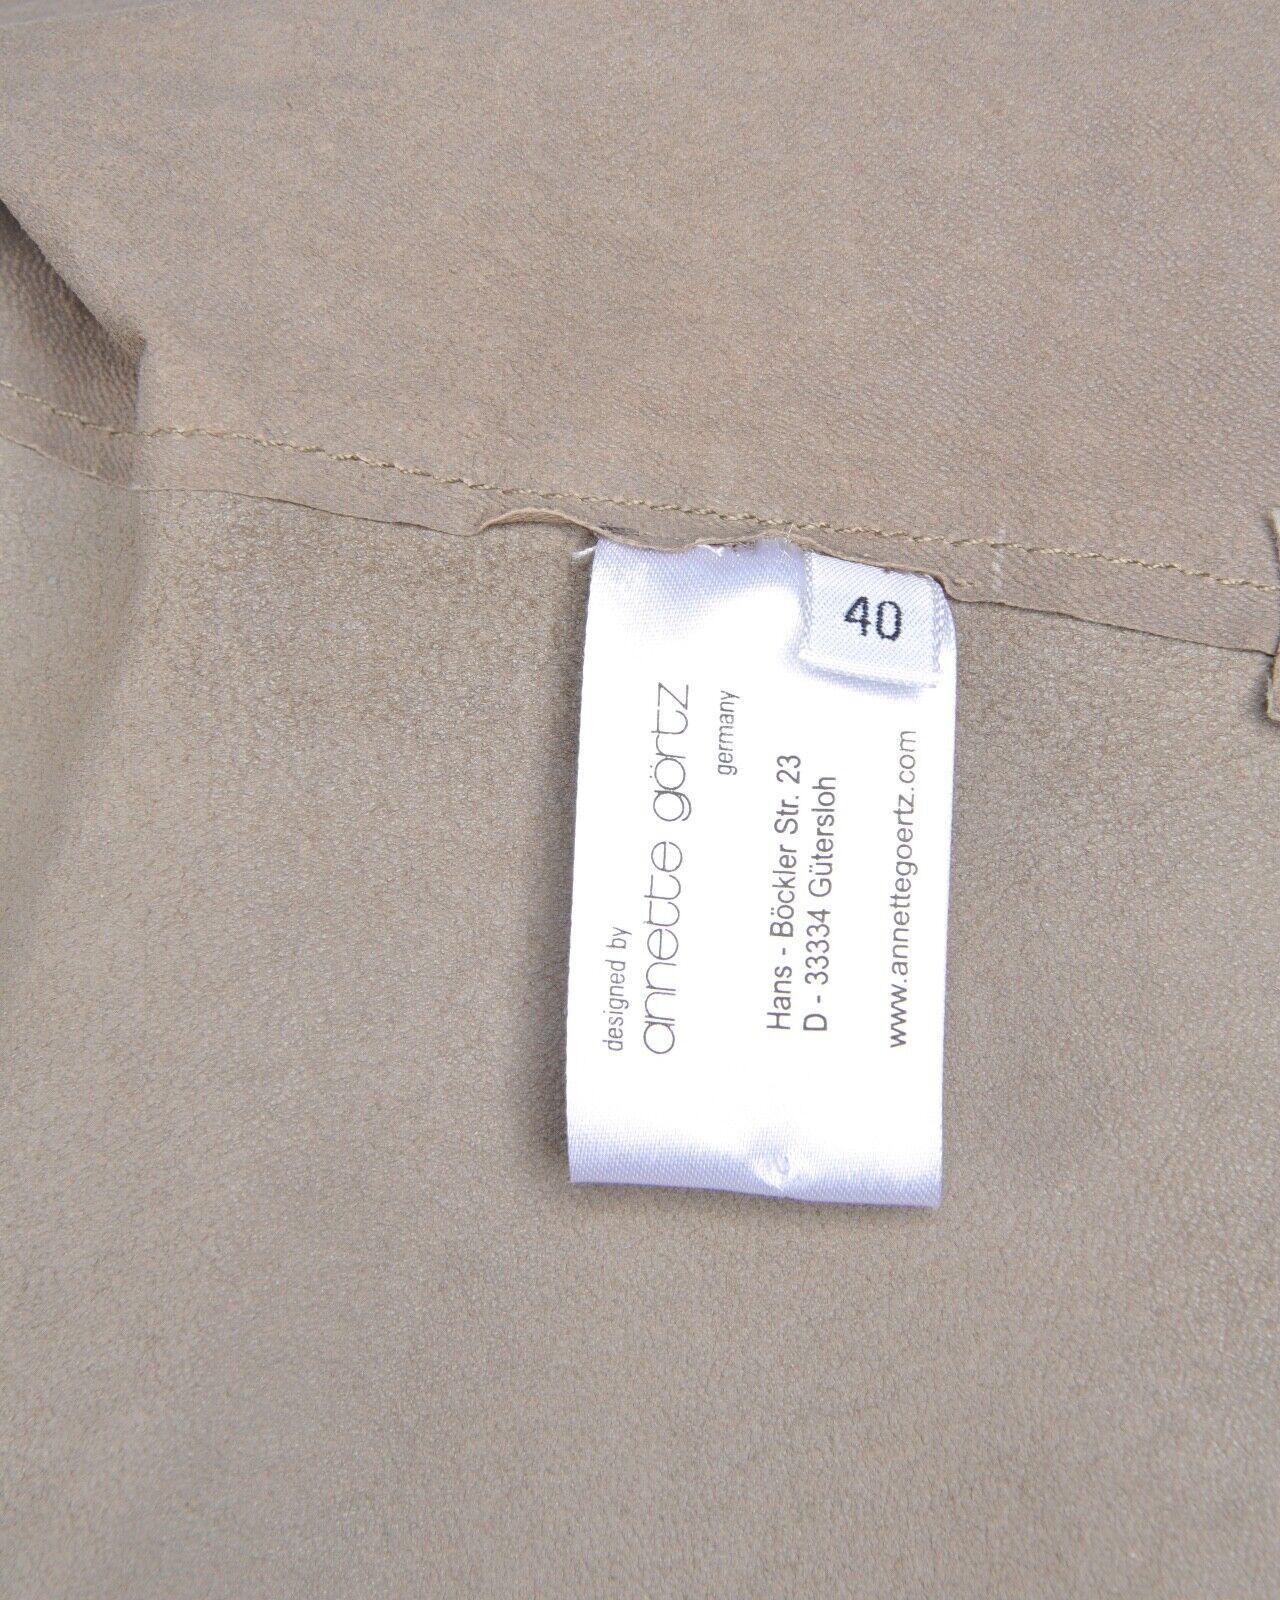 40
designed by
annette görtz
germany
Hans - Böckler Str. 23
D - 33334 Gütersloh
www.annettegoertz.com